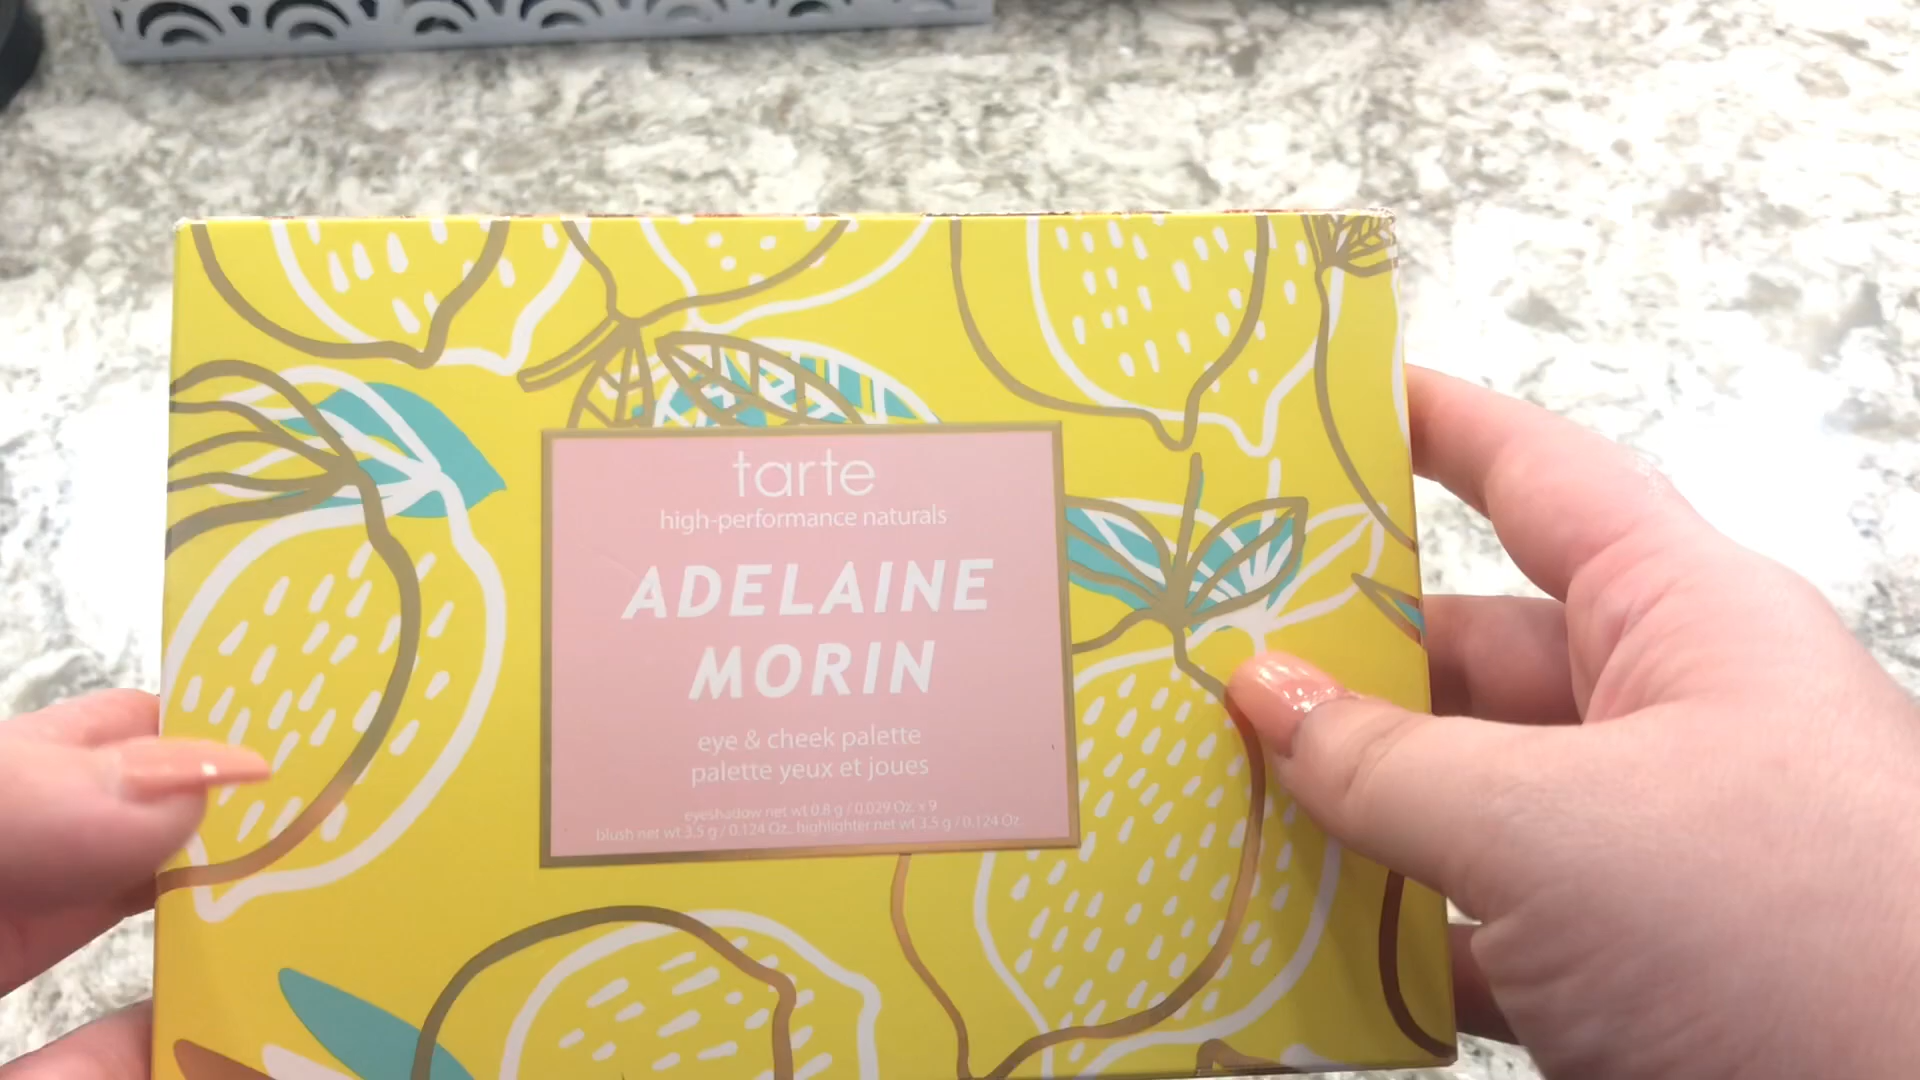 tarte
high-performance naturals
ADELAINE
MORIN
eye & cheek palette
palette yeux et joues
eyeshadow net wt 0.8 g / 0.029 Oz. x 9
blush net wt 3.5 g / 0.124 Oz., highlighter net wt 3.5 g / 0.124 Oz.